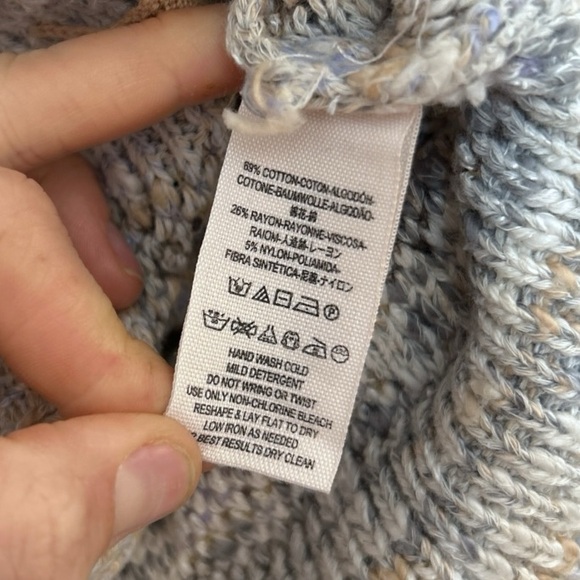 69% COTTON-COTON-ALGODÓN-
COTONE-BAUMWOLLE-ALGODÃO-
棉花-綿
26% RAYON-RAYONNE-VISCOSA-
RAIOM-人造絲-レーヨン
5% NYLON-POLIAMIDA-
FIBRA SINTÉTICA-尼龍-ナイロン
HAND WASH COLD
MILD DETERGENT
DO NOT WRING OR TWIST
USE ONLY NON-CHLORINE BLEACH
RESHAPE & LAY FLAT TO DRY
LOW IRON AS NEEDED
BEST RESULTS DRY CLEAN